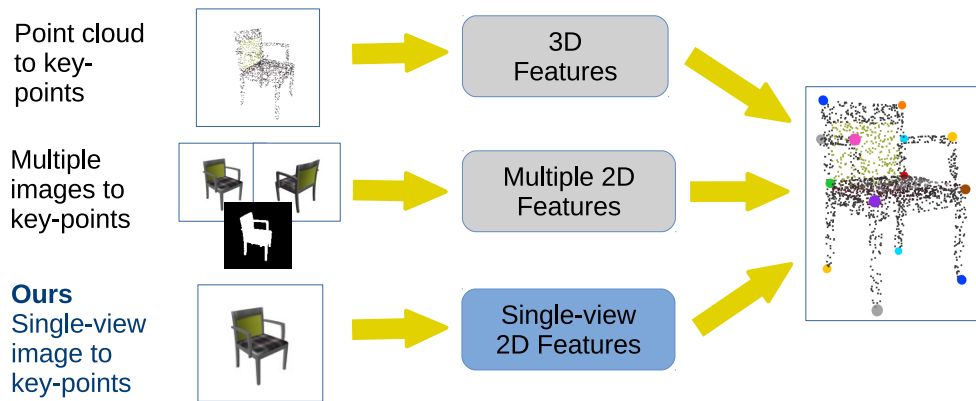 Point cloud
to key-
points
3D
Features
Multiple
images to
key-points
Multiple 2D
Features
Ours
Single-view
image to
key-points
Single-view
2D Features